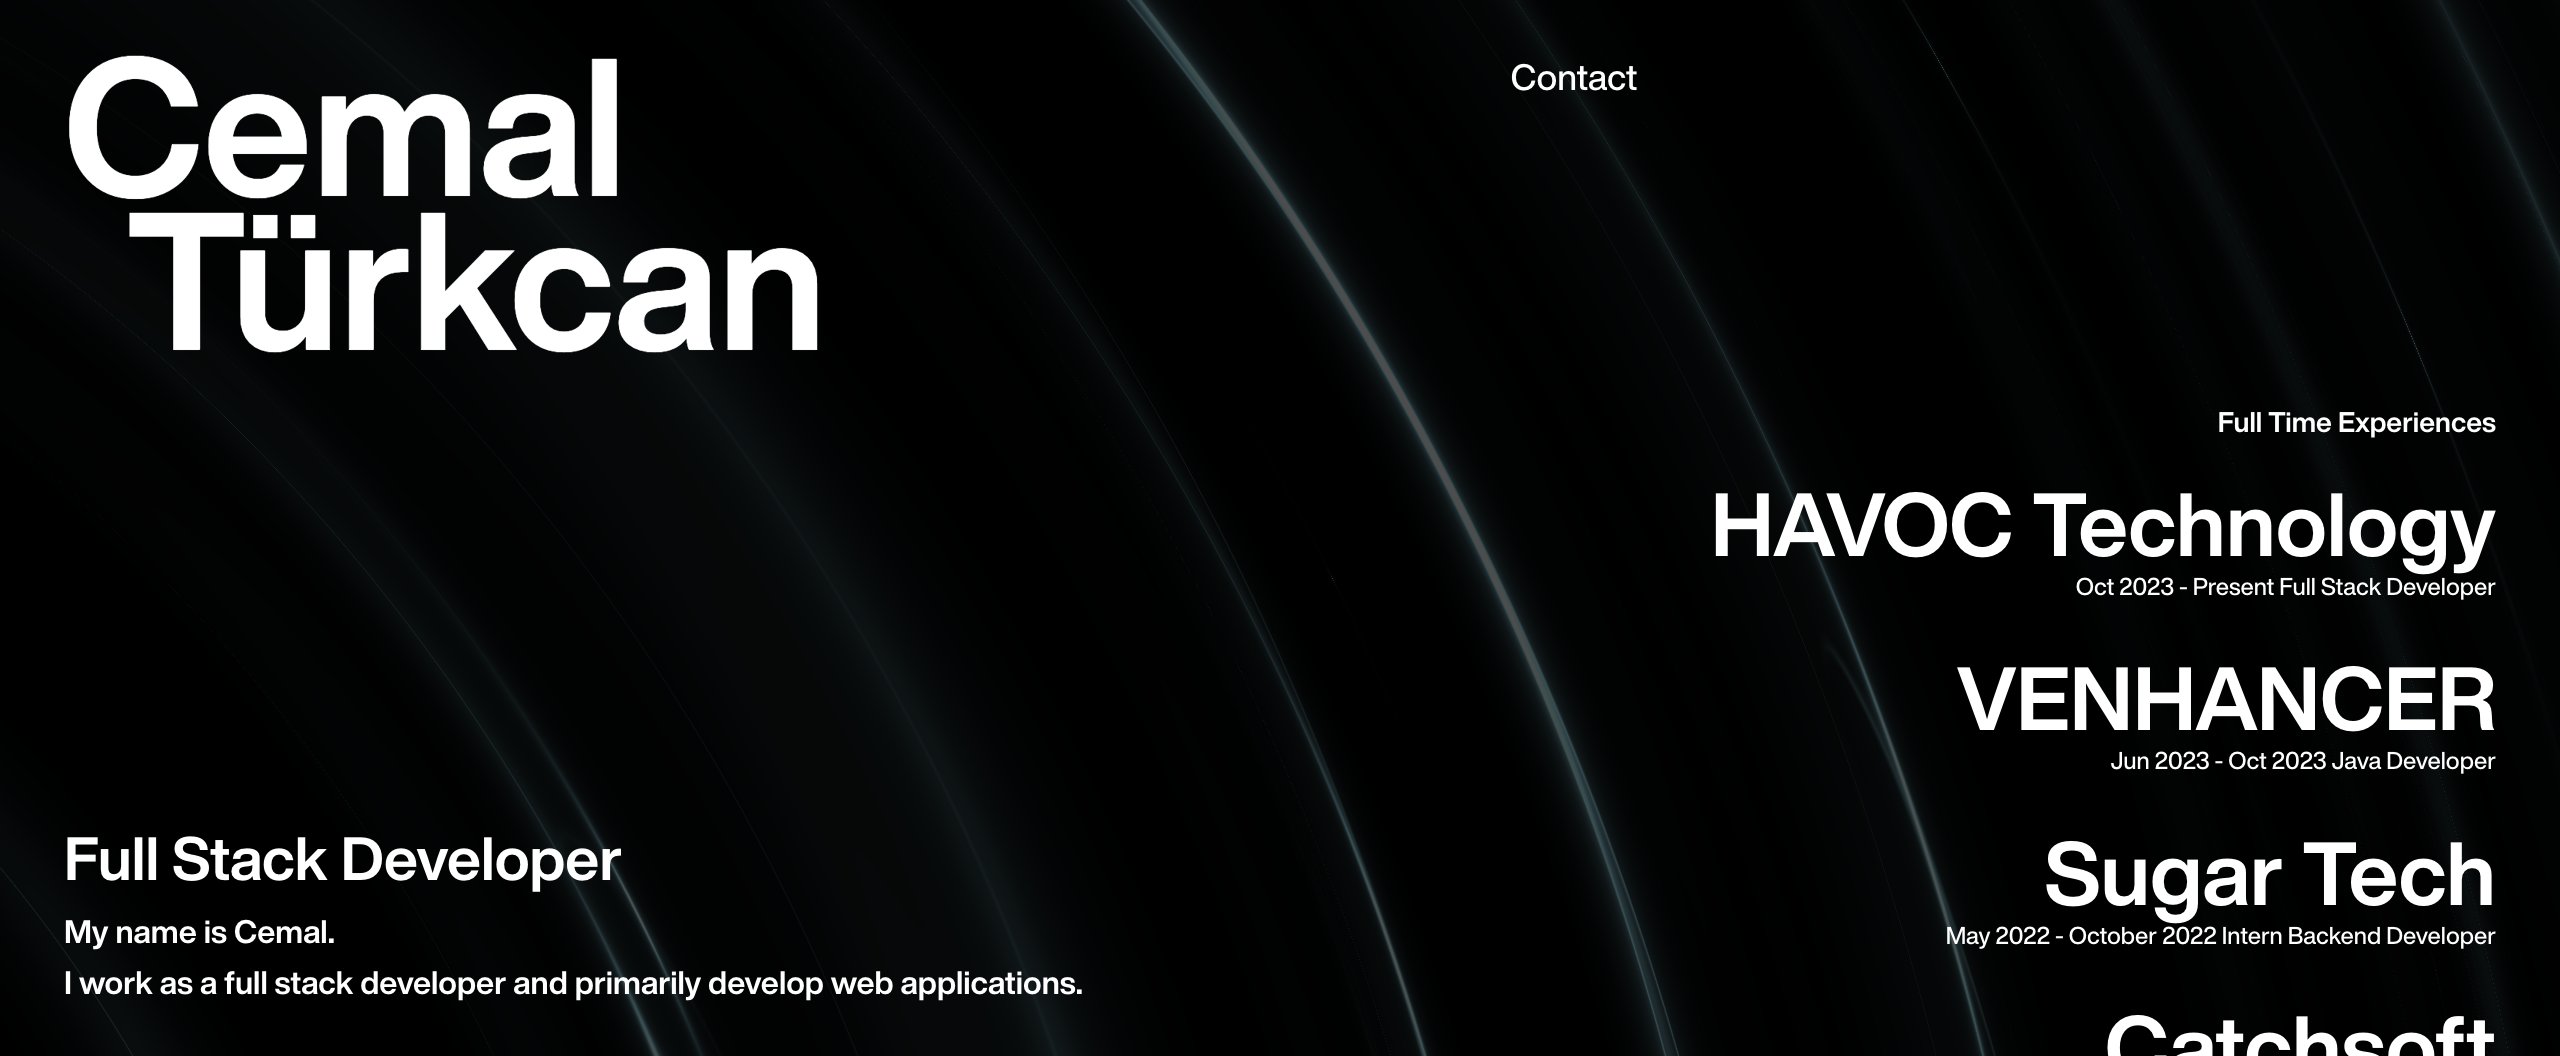 Cemal
Türkcan
Contact
Full Time Experiences
HAVOC Technology
Oct 2023 - Present Full Stack Developer
VENHANCER
Jun 2023 - Oct 2023 Java Developer
Sugar Tech
May 2022 - October 2022 Intern Backend Developer
Catchsoft
Full Stack Developer
My name is Cemal.
I work as a full stack developer and primarily develop web applications.